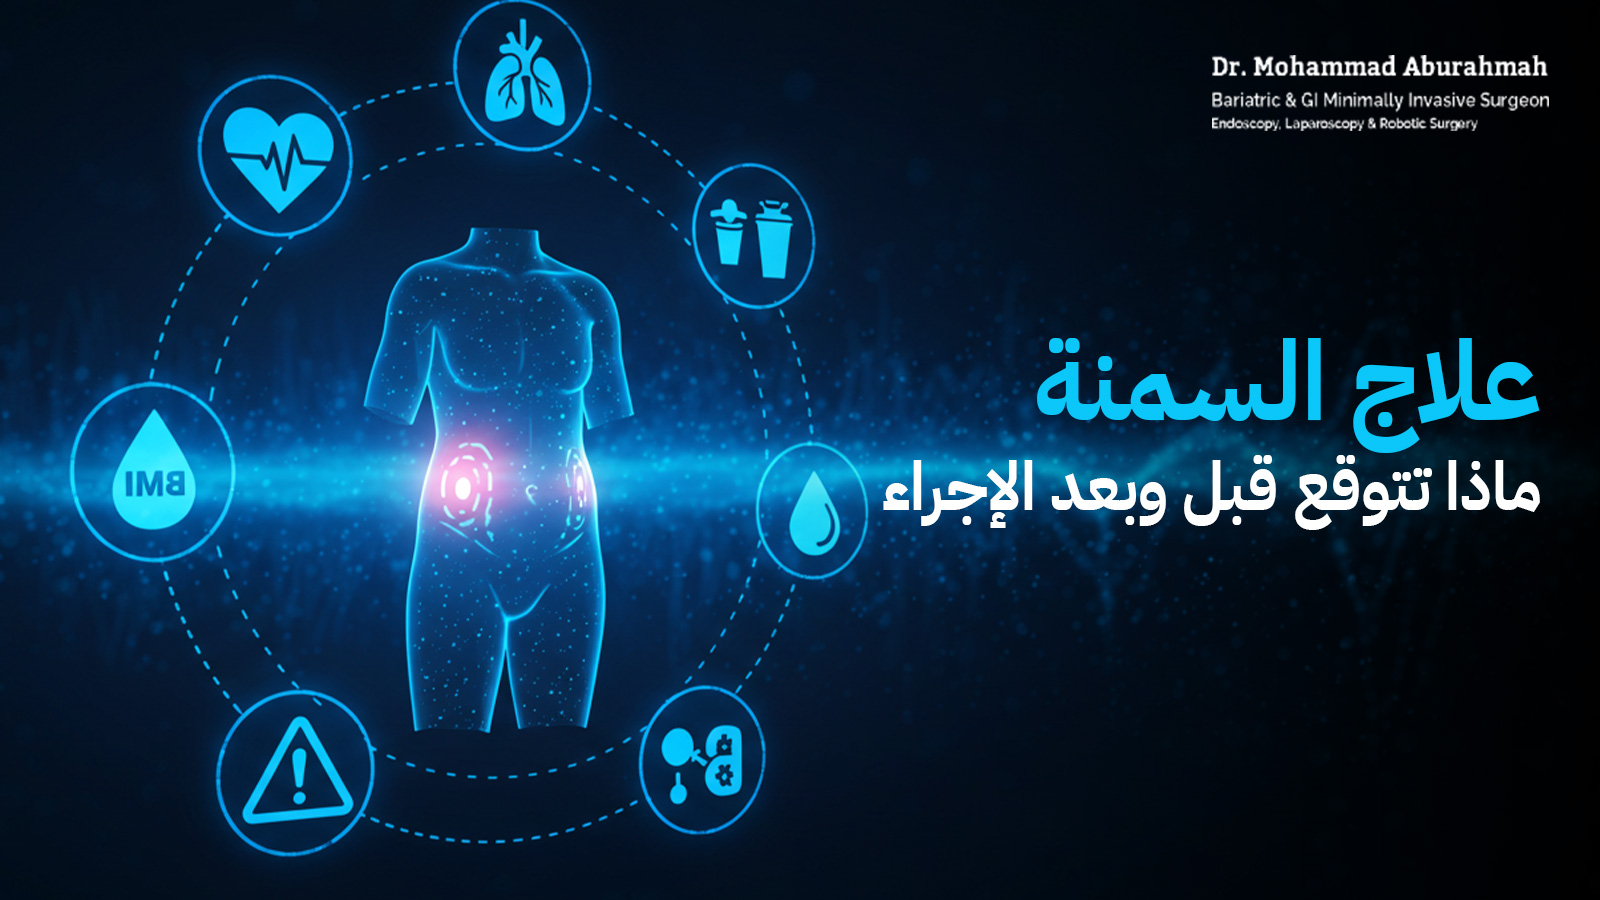 Dr. Mohammad Aburahmah
Bariatric & GI Minimally Invasive Surgeon
Endoscopy, Laparoscopy & Robotic Surgery
علاج السمنة
ماذا تتوقع قبل وبعد الإجراء
BMI